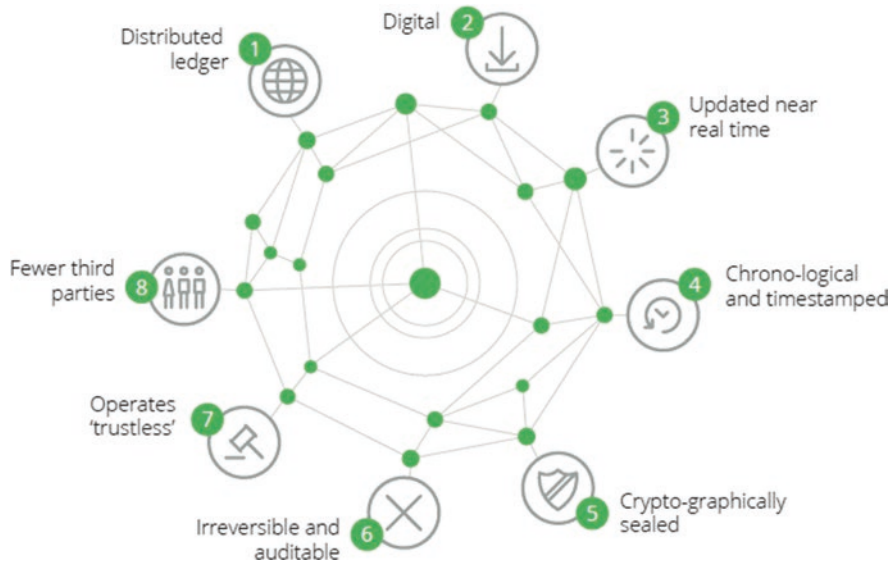 1
Distributed
ledger
2
Digital
3
Updated near
real time
4
Chrono-logical
and timestamped
5
Crypto-graphically
sealed
6
Irreversible and
auditable
7
Operates
‘trustless’
8
Fewer third
parties